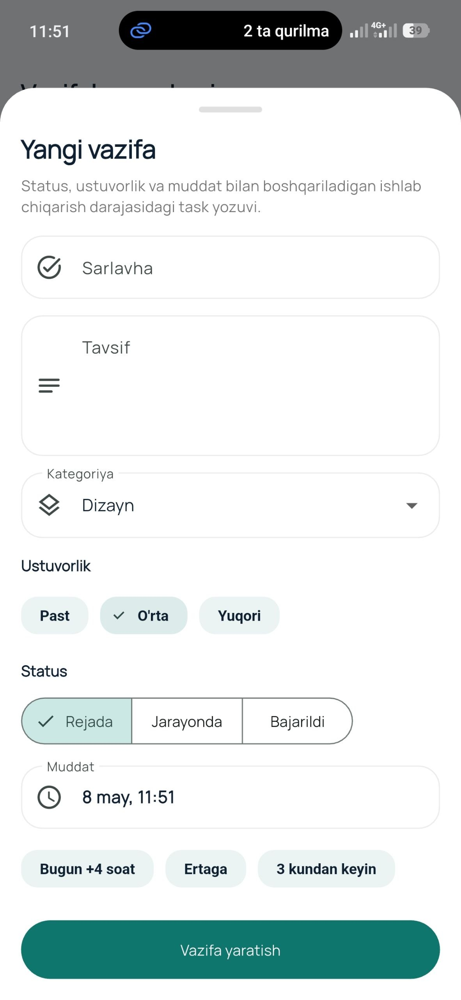 11:51
2 ta qurilma
4G+
39
Yangi vazifa
Status, ustuvorlik va muddat bilan boshqariladigan ishlab
chiqarish darajasidagi task yozuvi.
Sarlavha
Tavsif
Kategoriya
Dizayn
Ustuvorlik
Past
O'rta
Yuqori
Status
Rejada
Jarayonda
Bajarildi
Muddat
8 may, 11:51
Bugun +4 soat
Ertaga
3 kundan keyin
Vazifa yaratish